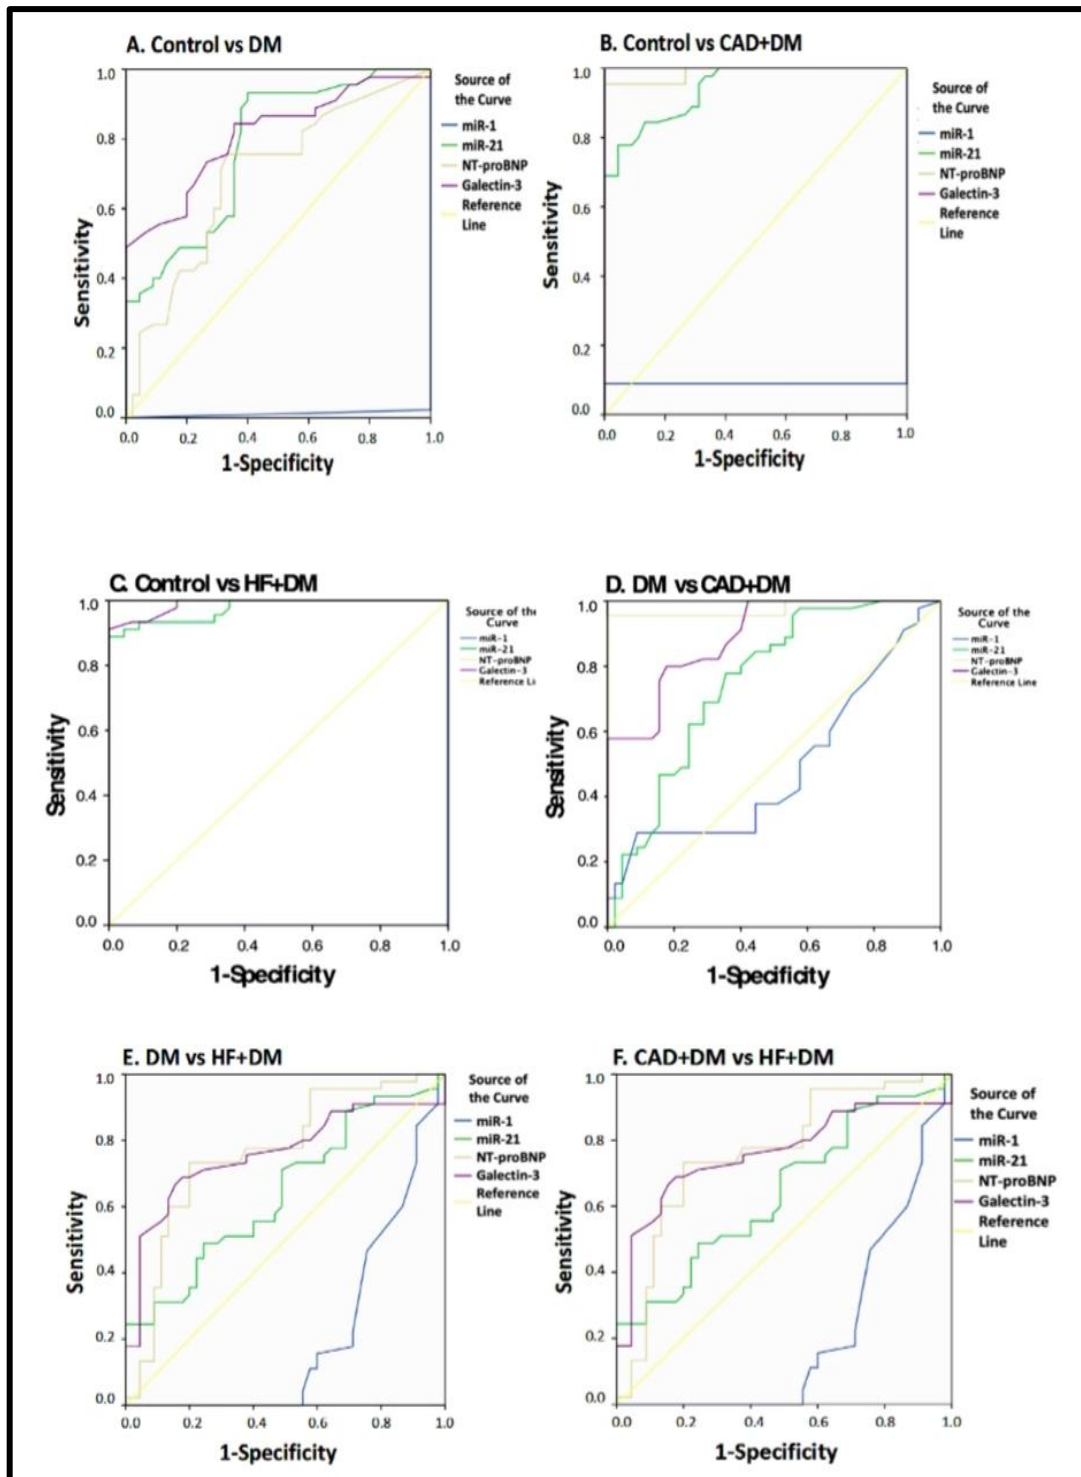 A. Control vs DM
Sensitivity
1.0
0.8
0.6
0.4
0.2
0.0
0.0 0.2 0.4 0.6 0.8 1.0
1-Specificity
Source of
the Curve
miR-1
miR-21
NT-proBNP
Galectin-3
Reference
Line
B. Control vs CAD+DM
Sensitivity
1.0
0.8
0.6
0.4
0.2
0.0
0.0 0.2 0.4 0.6 0.8 1.0
1-Specificity
Source of
the Curve
miR-1
miR-21
NT-proBNP
Galectin-3
Reference
Line
C. Control vs HF+DM
Sensitivity
1.0
0.8
0.6
0.4
0.2
0.0
0.0 0.2 0.4 0.6 0.8 1.0
1-Specificity
Source of the
Curve
miR-1
miR-21
NT-proBNP
Galectin-3
Reference Li
D. DM vs CAD+DM
Sensitivity
1.0
0.8
0.6
0.4
0.2
0.0
0.0 0.2 0.4 0.6 0.8 1.0
1-Specificity
Source of the
Curve
miR-1
miR-21
NT-proBNP
Galectin-3
Reference Line
E. DM vs HF+DM
Sensitivity
1.0
0.8
0.6
0.4
0.2
0.0
0.0 0.2 0.4 0.6 0.8 1.0
1-Specificity
Source of
the Curve
miR-1
miR-21
NT-proBNP
Galectin-3
Reference
Line
F. CAD+DM vs HF+DM
Sensitivity
1.0
0.8
0.6
0.4
0.2
0.0
0.0 0.2 0.4 0.6 0.8 1.0
1-Specificity
Source of
the Curve
miR-1
miR-21
NT-proBNP
Galectin-3
Reference
Line